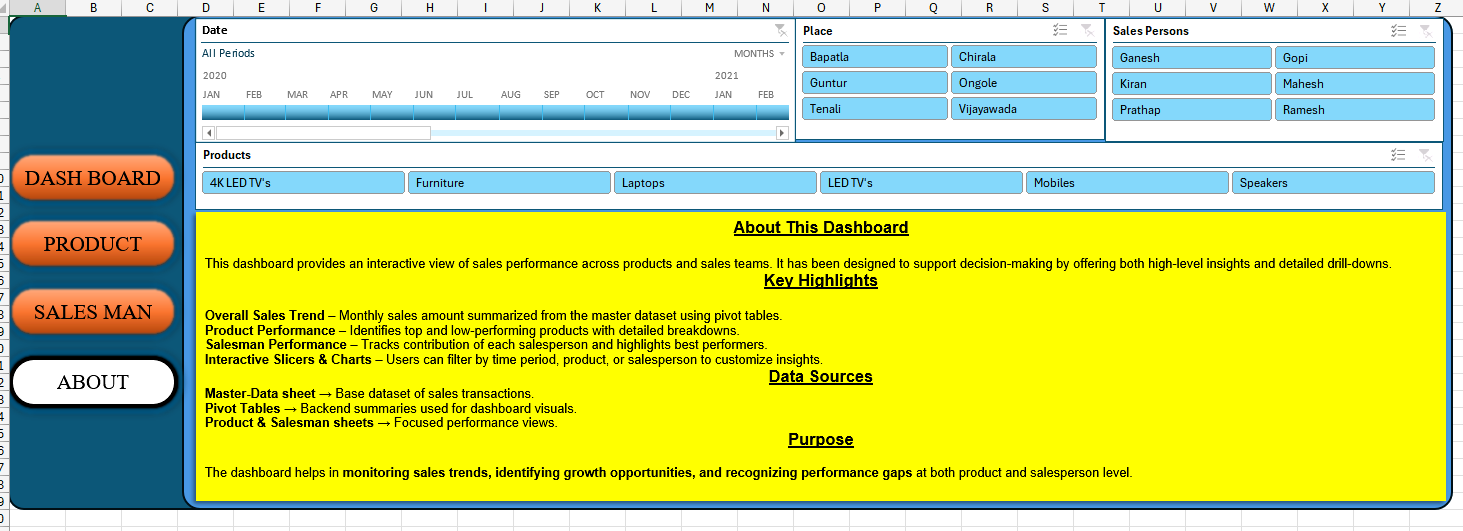 A B C D E F G H I J K L M N O P Q R S T U V W X Y Z
Date
All Periods MONTHS
2020 2021
JAN FEB MAR APR MAY JUN JUL AUG SEP OCT NOV DEC JAN FEB
Place
Bapatla Chirala
Guntur Ongole
Tenali Vijayawada
Sales Persons
Ganesh Gopi
Kiran Mahesh
Prathap Ramesh
Products
4K LED TV's Furniture Laptops LED TV's Mobiles Speakers
DASH BOARD
PRODUCT
SALES MAN
ABOUT
About This Dashboard
This dashboard provides an interactive view of sales performance across products and sales teams. It has been designed to support decision-making by offering both high-level insights and detailed drill-downs.
Key Highlights
Overall Sales Trend – Monthly sales amount summarized from the master dataset using pivot tables.
Product Performance – Identifies top and low-performing products with detailed breakdowns.
Salesman Performance – Tracks contribution of each salesperson and highlights best performers.
Interactive Slicers & Charts – Users can filter by time period, product, or salesperson to customize insights.
Data Sources
Master-Data sheet → Base dataset of sales transactions.
Pivot Tables → Backend summaries used for dashboard visuals.
Product & Salesman sheets → Focused performance views.
Purpose
The dashboard helps in monitoring sales trends, identifying growth opportunities, and recognizing performance gaps at both product and salesperson level.